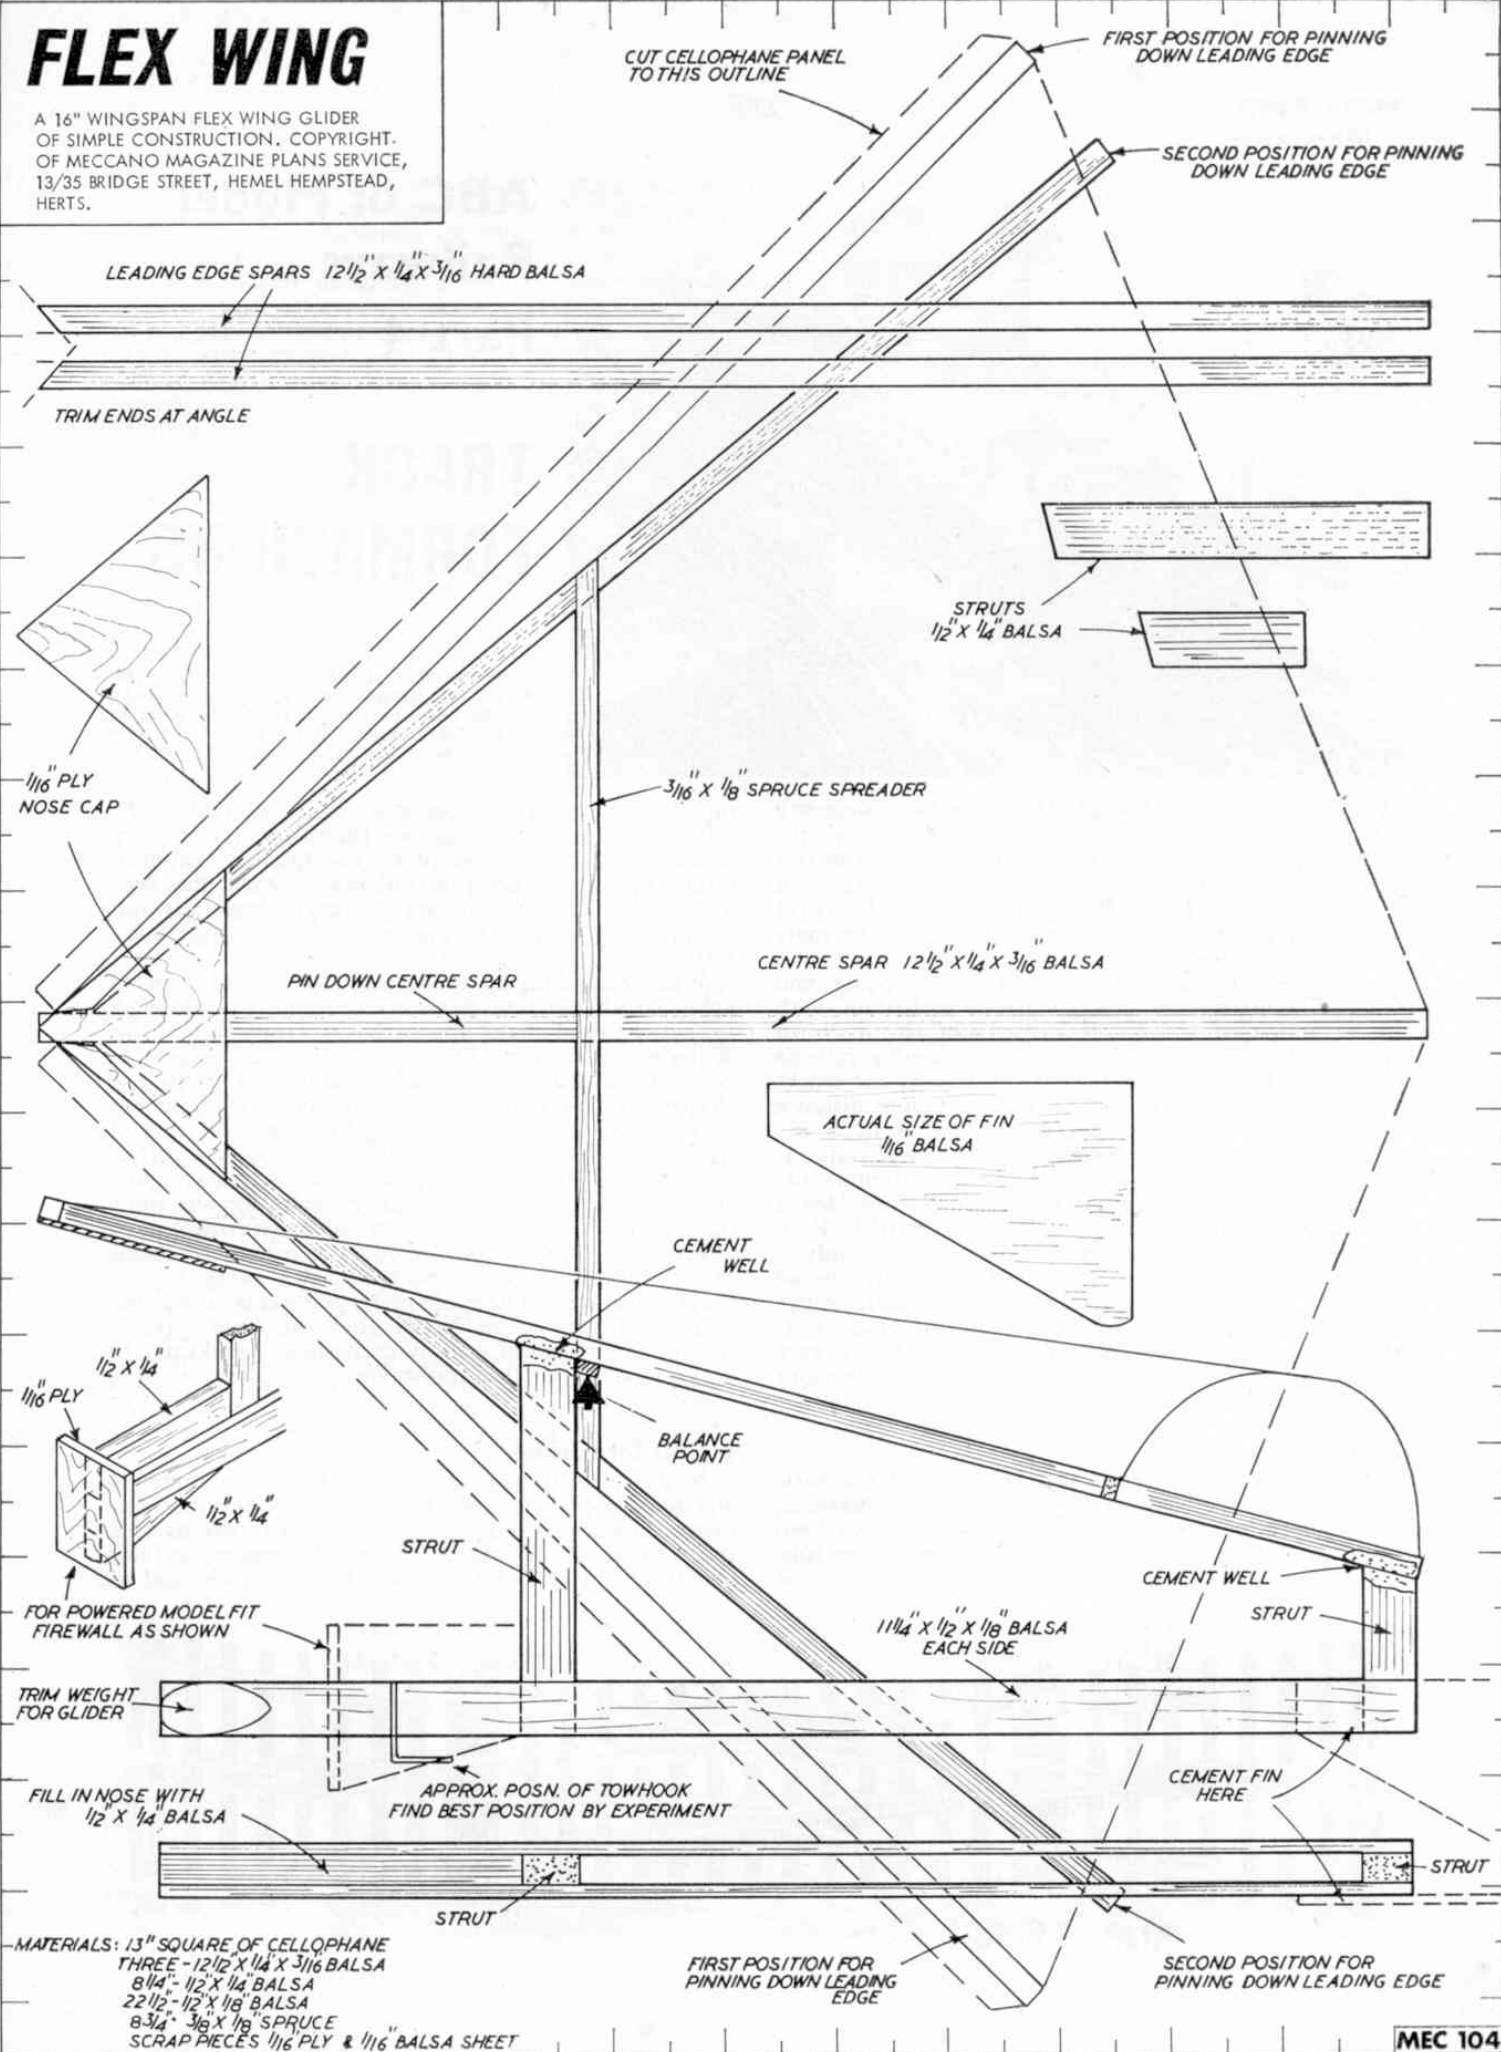 FLEX WING
A 16" WINGSPAN FLEX WING GLIDER
OF SIMPLE CONSTRUCTION. COPYRIGHT.
OF MECCANO MAGAZINE PLANS SERVICE,
13/35 BRIDGE STREET, HEMEL HEMPSTEAD,
HERTS.
CUT CELLOPHANE PANEL
TO THIS OUTLINE
FIRST POSITION FOR PINNING
DOWN LEADING EDGE
SECOND POSITION FOR PINNING
DOWN LEADING EDGE
LEADING EDGE SPARS 12 1/2" X 1/4" X 3/16" HARD BALSA
TRIM ENDS AT ANGLE
STRUTS
1/2" X 1/4" BALSA
1/16" PLY
NOSE CAP
3/16" X 1/8" SPRUCE SPREADER
PIN DOWN CENTRE SPAR
CENTRE SPAR 12 1/2" X 1/4" X 3/16" BALSA
ACTUAL SIZE OF FIN
1/16" BALSA
CEMENT
WELL
1/2" X 1/4"
1/16" PLY
1/2" X 1/4"
BALANCE
POINT
STRUT
CEMENT WELL
STRUT
FOR POWERED MODEL FIT
FIREWALL AS SHOWN
11 1/4" X 1/2" X 1/8" BALSA
EACH SIDE
TRIM WEIGHT
FOR GLIDER
APPROX. POSN. OF TOWHOOK
FIND BEST POSITION BY EXPERIMENT
CEMENT FIN
HERE
FILL IN NOSE WITH
1/2" X 1/4" BALSA
STRUT
STRUT
MATERIALS: 13" SQUARE OF CELLOPHANE
THREE - 12 1/2" X 1/4" X 3/16" BALSA
8 1/4" - 1/2" X 1/4" BALSA
22 1/2" - 1/2" X 1/8" BALSA
8 3/4" - 3/8" X 1/8" SPRUCE
SCRAP PIECES 1/16" PLY & 1/16" BALSA SHEET
FIRST POSITION FOR
PINNING DOWN LEADING
EDGE
SECOND POSITION FOR
PINNING DOWN LEADING EDGE
MEC 104